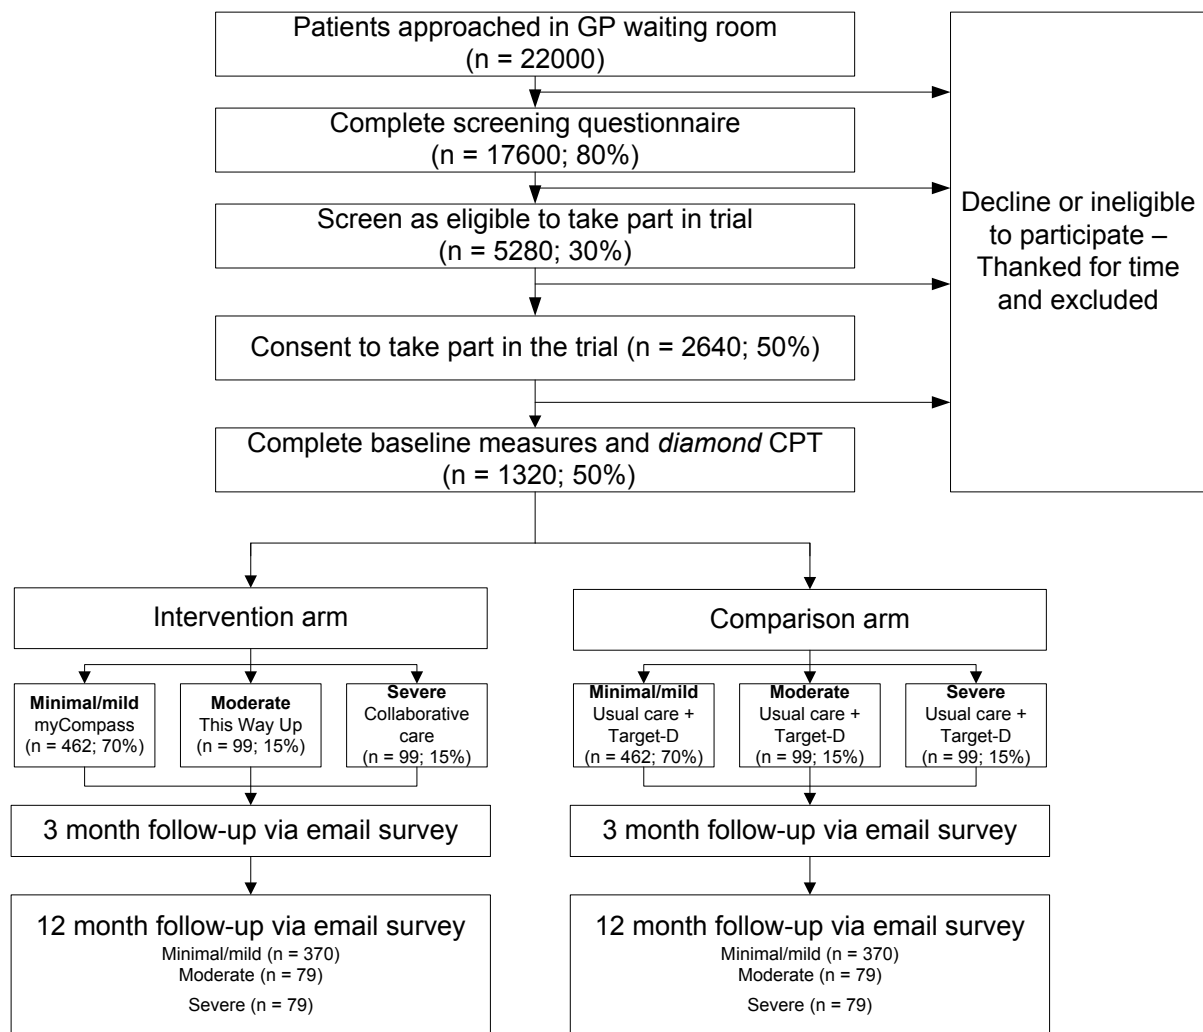 Patients approached in GP waiting room
(n = 22000)
Complete screening questionnaire
(n = 17600; 80%)
Screen as eligible to take part in trial
(n = 5280; 30%)
Consent to take part in the trial (n = 2640; 50%)
Complete baseline measures and diamond CPT
(n = 1320; 50%)
Decline or ineligible
to participate –
Thanked for time
and excluded
Intervention arm
Minimal/mild
myCompass
(n = 462; 70%)
Moderate
This Way Up
(n = 99; 15%)
Severe
Collaborative
care
(n = 99; 15%)
3 month follow-up via email survey
12 month follow-up via email survey
Minimal/mild (n = 370)
Moderate (n = 79)
Severe (n = 79)
Comparison arm
Minimal/mild
Usual care +
Target-D
(n = 462; 70%)
Moderate
Usual care +
Target-D
(n = 99; 15%)
Severe
Usual care +
Target-D
(n = 99; 15%)
3 month follow-up via email survey
12 month follow-up via email survey
Minimal/mild (n = 370)
Moderate (n = 79)
Severe (n = 79)